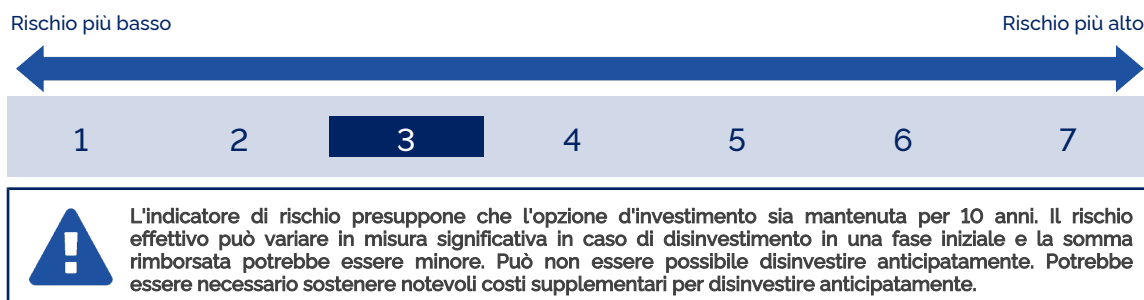 Rischio più basso Rischio più alto
1 2 3 4 5 6 7
L'indicatore di rischio presuppone che l'opzione d'investimento sia mantenuta per 10 anni. Il rischio
effettivo può variare in misura significativa in caso di disinvestimento in una fase iniziale e la somma
rimborsata potrebbe essere minore. Può non essere possibile disinvestire anticipatamente. Potrebbe
essere necessario sostenere notevoli costi supplementari per disinvestire anticipatamente.